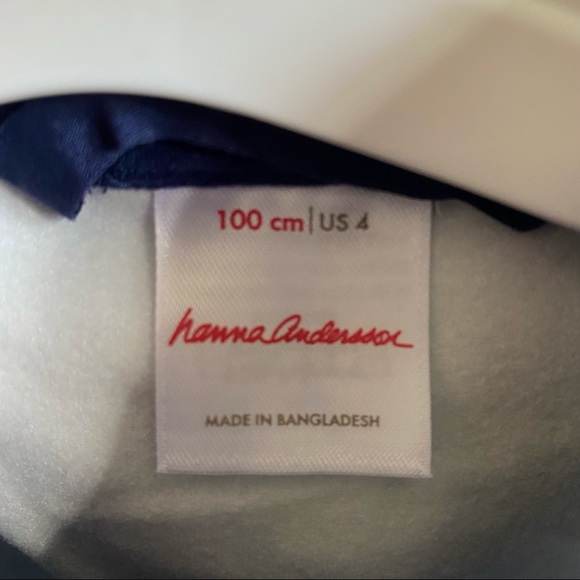 100 cm | US 4
hanna andersson
MADE IN BANGLADESH